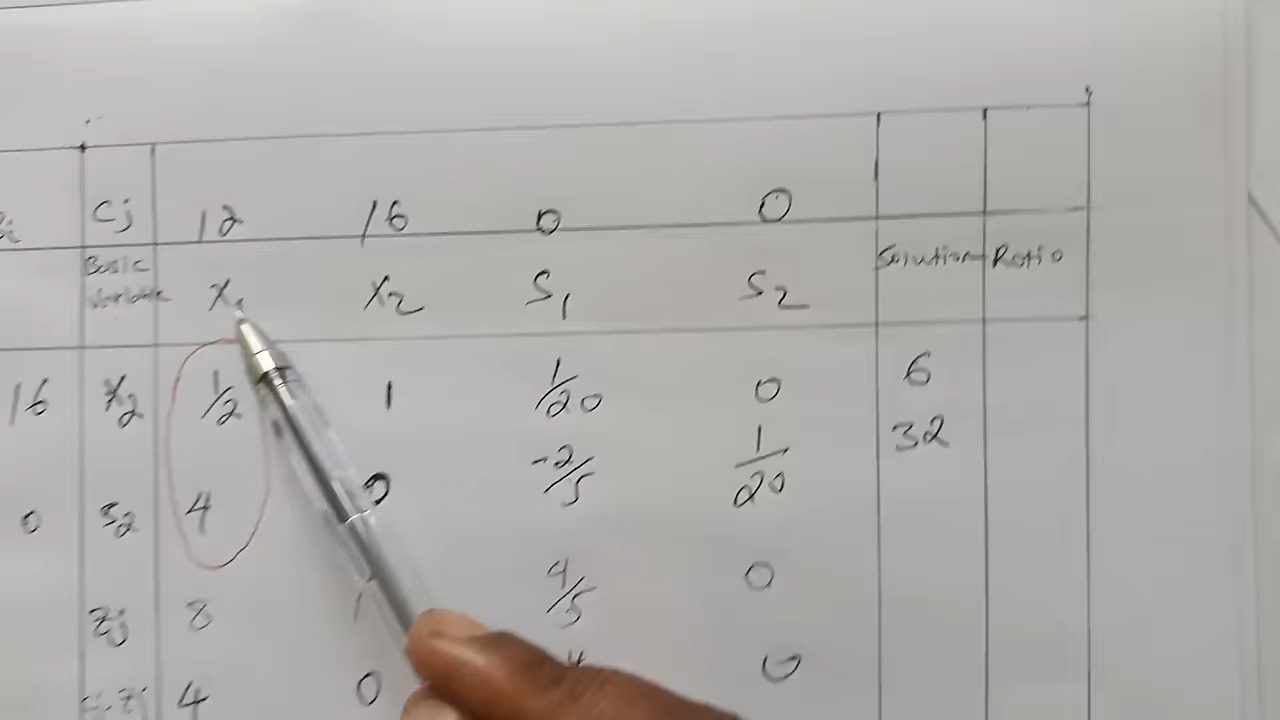 Cj 12 16 0 0
Basic Variable X1 X2 S1 S2 Solution Ratio
16 X2 1/2 1 1/20 0 6
0 S2 4 0 -2/5 1/20 32
Zj 8 1 4/5 0
4 0 0